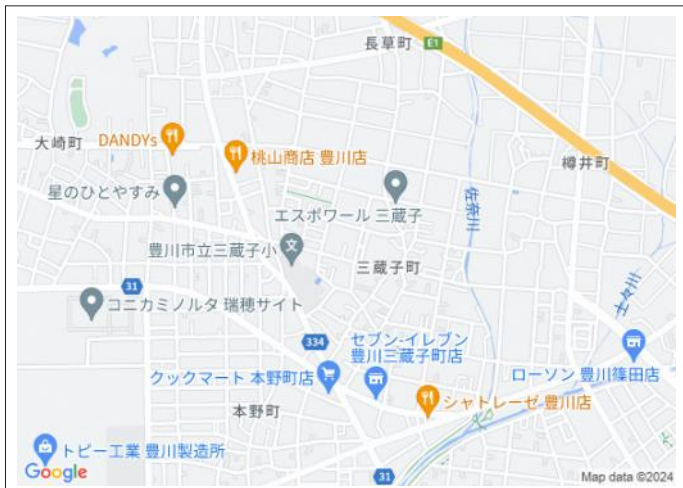 長草町
E1
大崎町
DANDYs
桃山商店 豊川店
樽井町
星のひとやすみ
エスポワール 三蔵子
佐奈川
豊川市立三蔵子小
文
三蔵子町
31
コニカミノルタ 瑞穂サイト
334
セブン-イレブン
豊川三蔵子町店
クックマート 本野町店
ローソン 豊川篠田店
シャトレーゼ 豊川店
本野町
トピー工業 豊川製造所
31
Google
Map data ©2024